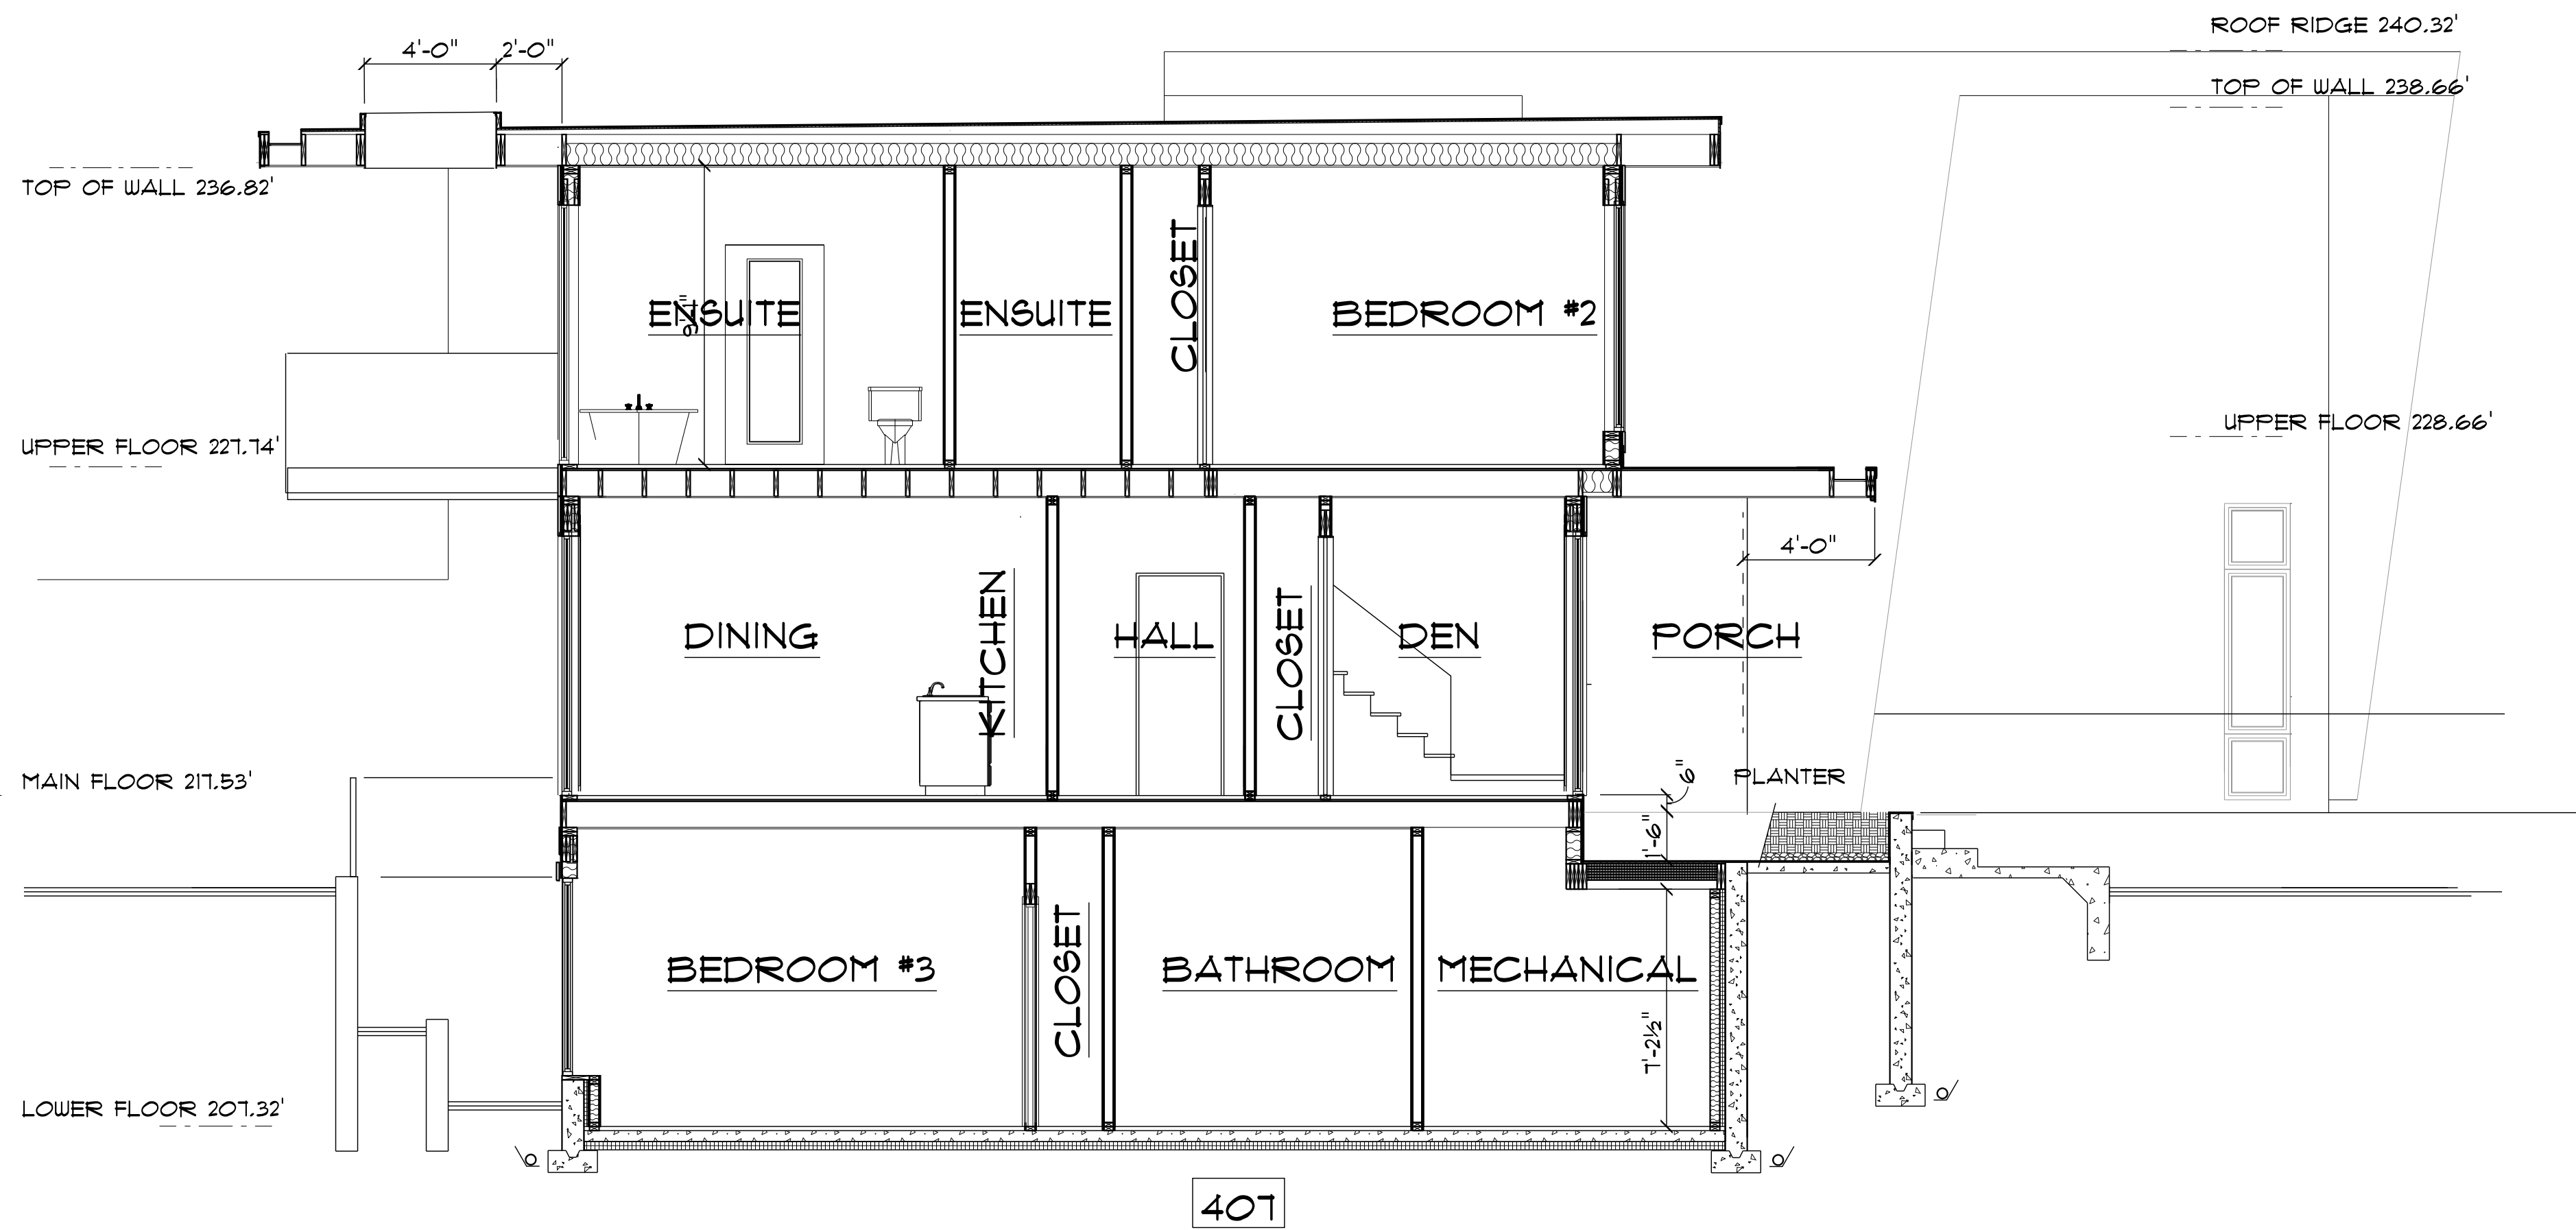 ROOF RIDGE 240.32'
4'-0" 2'-0"
TOP OF WALL 238.66'
TOP OF WALL 236.82'
CLOSET
ENSUITE
9'-1"
ENSUITE
BEDROOM #2
UPPER FLOOR 228.66'
UPPER FLOOR 227.74'
4'-0"
DINING
KITCHEN
HALL
CLOSET
DEN
PORCH
MAIN FLOOR 217.53'
6"
PLANTER
1'-6"
BEDROOM #3
CLOSET
BATHROOM
MECHANICAL
7'-2½"
LOWER FLOOR 207.32'
407